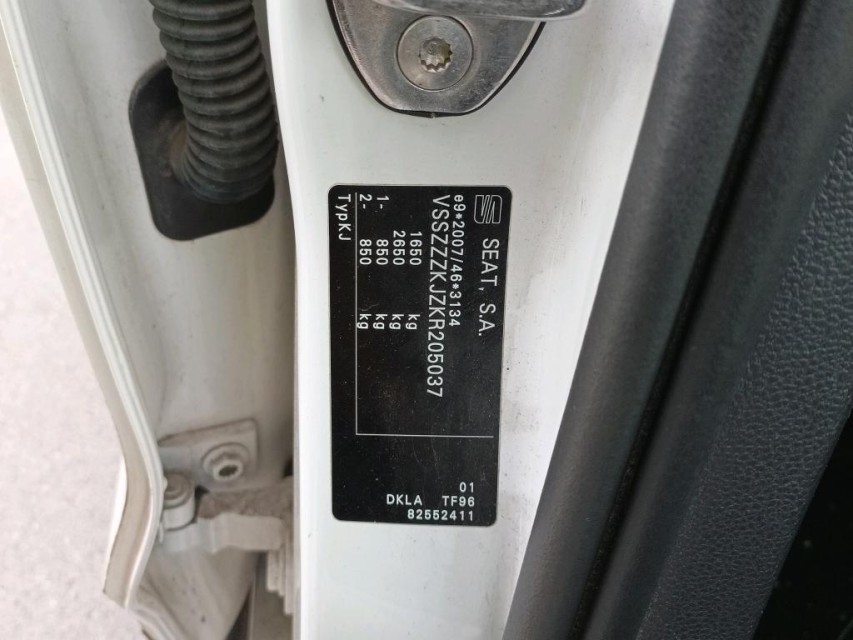 SEAT, S.A.
e9*2007/46*3134
VSSZZZKJZKR205037
1650 kg
2650 kg
1- 850 kg
2- 850 kg
TypKJ
01
DKLA TF96
82552411